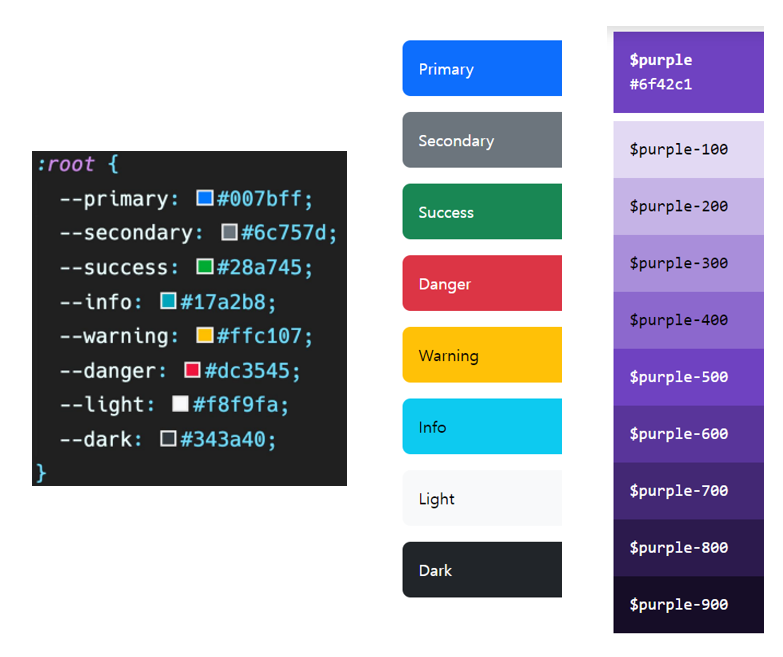 :root {
--primary: #007bff;
--secondary: #6c757d;
--success: #28a745;
--info: #17a2b8;
--warning: #ffc107;
--danger: #dc3545;
--light: #f8f9fa;
--dark: #343a40;
}
Primary
Secondary
Success
Danger
Warning
Info
Light
Dark
$purple
#6f42c1
$purple-100
$purple-200
$purple-300
$purple-400
$purple-500
$purple-600
$purple-700
$purple-800
$purple-900